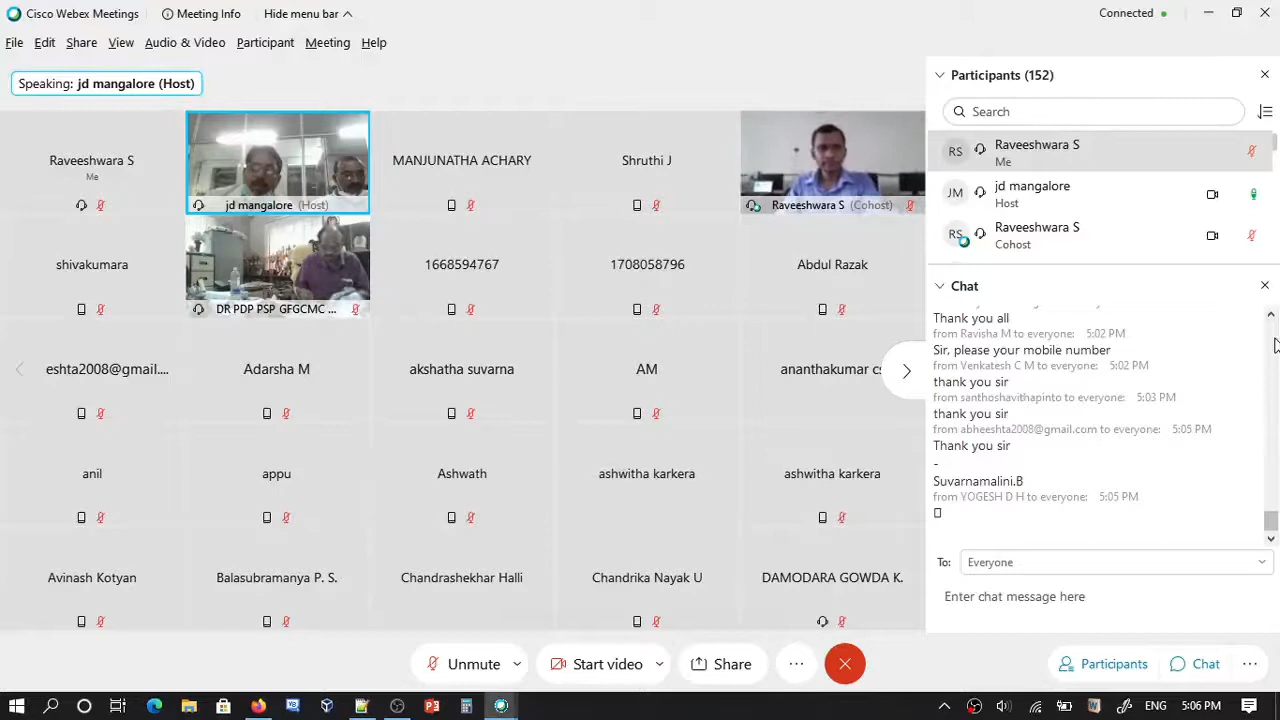 Cisco Webex Meetings
Meeting Info
Hide menu bar
Connected
File Edit Share View Audio & Video Participant Meeting Help
Speaking: jd mangalore (Host)
Raveeshwara S
Me
jd mangalore (Host)
MANJUNATHA ACHARY
Shruthi J
Raveeshwara S (Cohost)
shivakumara
DR PDP PSP GFGCMC ...
1668594767
1708058796
Abdul Razak
eshta2008@gmail....
Adarsha M
akshatha suvarna
AM
ananthakumar cs
anil
appu
Ashwath
ashwitha karkera
ashwitha karkera
Avinash Kotyan
Balasubramanya P. S.
Chandrashekhar Halli
Chandrika Nayak U
DAMODARA GOWDA K.
Participants (152)
Search
RS
Raveeshwara S
Me
JM
jd mangalore
Host
RS
Raveeshwara S
Cohost
Chat
Thank you all
from Ravisha M to everyone: 5:02 PM
Sir, please your mobile number
from Venkatesh C M to everyone: 5:02 PM
thank you sir
from santhoshavithapinto to everyone: 5:03 PM
thank you sir
from abheeshta2008@gmail.com to everyone: 5:05 PM
Thank you sir
-
Suvarnamalini.B
from YOGESH D H to everyone: 5:05 PM
To: Everyone
Enter chat message here
Unmute
Start video
Share
Participants
Chat
ENG
5:06 PM